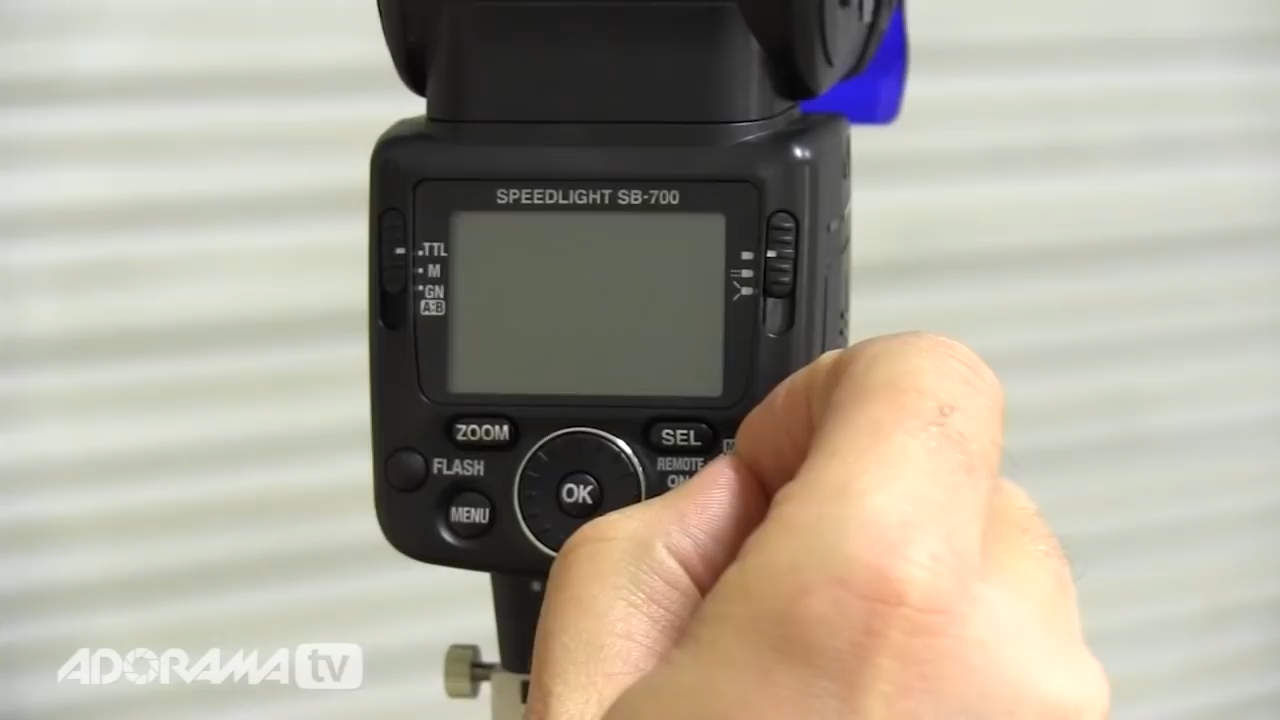 SPEEDLIGHT SB-700
TTL
M
GN
A:B
ZOOM
SEL
FLASH
REMOTE
OK
MENU
ADORAMA tv